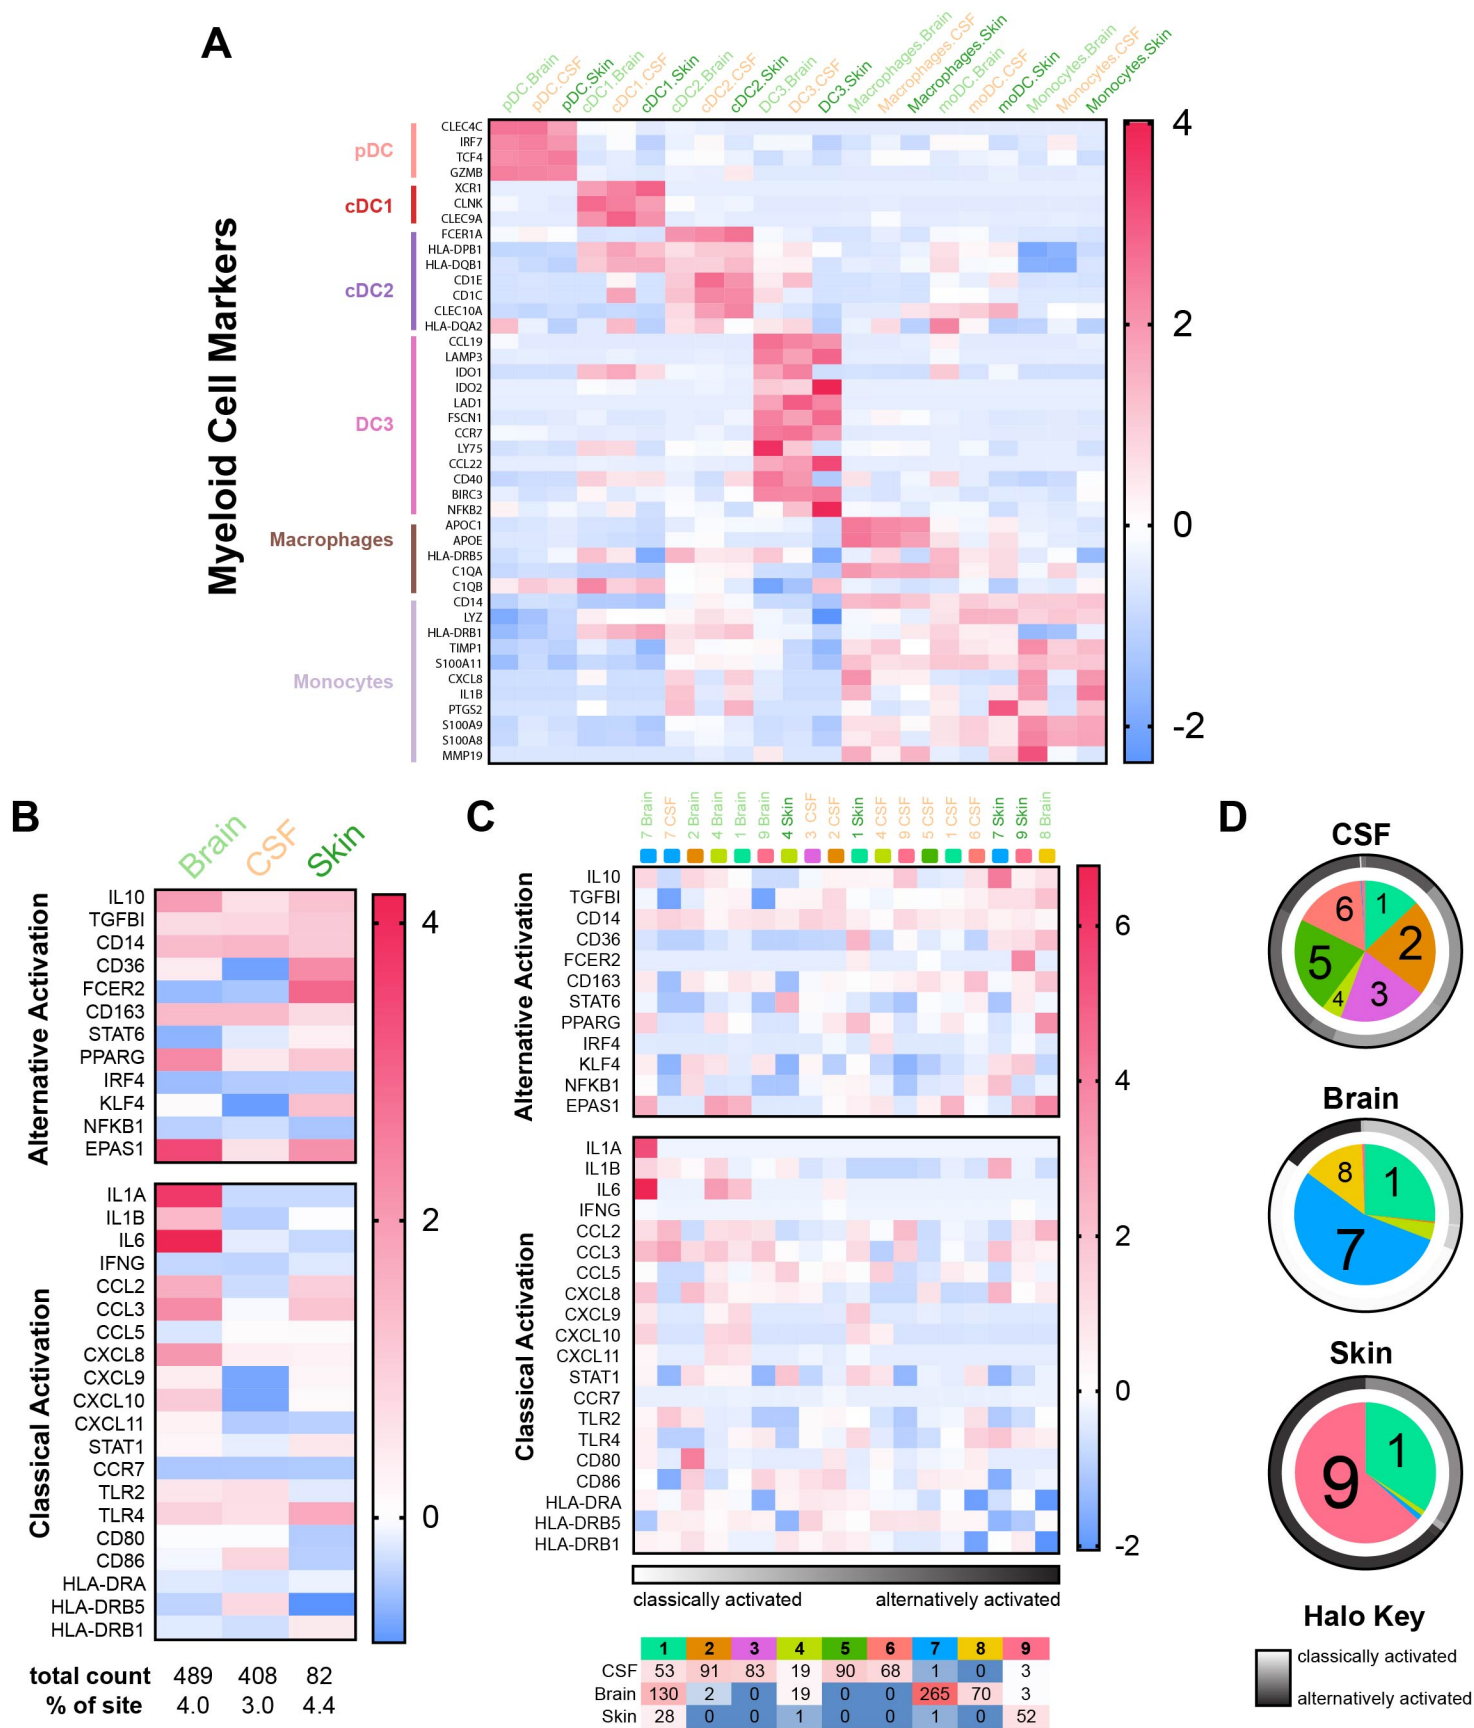 A
pDC.Brain
pDC.CSF
pDC.Skin
cDC1.Brain
cDC1.CSF
cDC1.Skin
cDC2.Brain
cDC2.CSF
cDC2.Skin
DC3.Brain
DC3.CSF
DC3.Skin
Macrophages.Brain
Macrophages.CSF
Macrophages.Skin
moDC.Brain
moDC.CSF
moDC.Skin
Monocytes.Brain
Monocytes.CSF
Monocytes.Skin
Myeloid Cell Markers
pDC
cDC1
cDC2
DC3
Macrophages
Monocytes
CLEC4C
IRF7
TCF4
GZMB
XCR1
CLNK
CLEC9A
FCER1A
HLA-DPB1
HLA-DQB1
CD1E
CD1C
CLEC10A
HLA-DQA2
CCL19
LAMP3
IDO1
IDO2
LAD1
FSCN1
CCR7
LY75
CCL22
CD40
BIRC3
NFKB2
APOC1
APOE
HLA-DRB5
C1QA
C1QB
CD14
LYZ
HLA-DRB1
TIMP1
S100A11
CXCL8
IL1B
PTGS2
S100A9
S100A8
MMP19
4
2
0
-2
B
Brain
CSF
Skin
Alternative Activation
IL10
TGFBI
CD14
CD36
FCER2
CD163
STAT6
PPARG
IRF4
KLF4
NFKB1
EPAS1
Classical Activation
IL1A
IL1B
IL6
IFNG
CCL2
CCL3
CCL5
CXCL8
CXCL9
CXCL10
CXCL11
STAT1
CCR7
TLR2
TLR4
CD80
CD86
HLA-DRA
HLA-DRB5
HLA-DRB1
4
2
0
total count 489 408 82
% of site 4.0 3.0 4.4
C
7 Brain
7 CSF
2 Brain
4 Brain
1 Brain
9 Brain
4 Skin
3 CSF
2 CSF
1 Skin
4 CSF
9 CSF
5 CSF
1 CSF
6 CSF
7 Skin
9 Skin
8 Brain
Alternative Activation
IL10
TGFBI
CD14
CD36
FCER2
CD163
STAT6
PPARG
IRF4
KLF4
NFKB1
EPAS1
Classical Activation
IL1A
IL1B
IL6
IFNG
CCL2
CCL3
CCL5
CXCL8
CXCL9
CXCL10
CXCL11
STAT1
CCR7
TLR2
TLR4
CD80
CD86
HLA-DRA
HLA-DRB5
HLA-DRB1
6
4
2
0
-2
classically activated alternatively activated
1 2 3 4 5 6 7 8 9
CSF 53 91 83 19 90 68 1 0 3
Brain 130 2 0 19 0 0 265 70 3
Skin 28 0 0 1 0 0 1 0 52
D
CSF
1
2
3
4
5
6
Brain
1
7
8
Skin
1
9
Halo Key
classically activated
alternatively activated